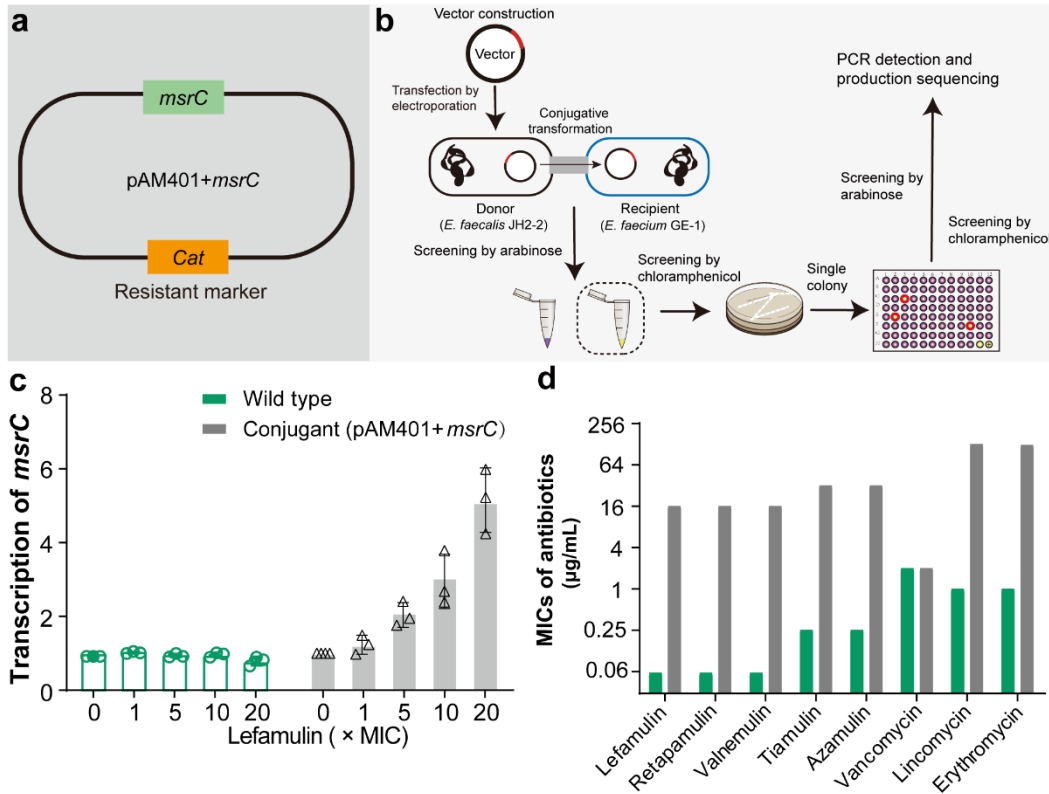 a
msrC
pAM401+msrC
Cat
Resistant marker
b
Vector construction
Vector
Transfection by
electroporation
Conjugative
transformation
Donor
(E. faecalis JH2-2)
Recipient
(E. faecium GE-1)
Screening by arabinose
Screening by
chloramphenicol
Single
colony
PCR detection and
production sequencing
Screening by
arabinose
Screening by
chloramphenicol
c
Wild type
Conjugant (pAM401+msrC)
Transcription of msrC
8
6
4
2
0
0 1 5 10 20 0 1 5 10 20
Lefamulin ( × MIC)
d
MICs of antibiotics
(µg/mL)
256
64
16
4
1
0.25
0.06
Lefamulin
Retapamulin
Valnemulin
Tiamulin
Azamulin
Vancomycin
Lincomycin
Erythromycin